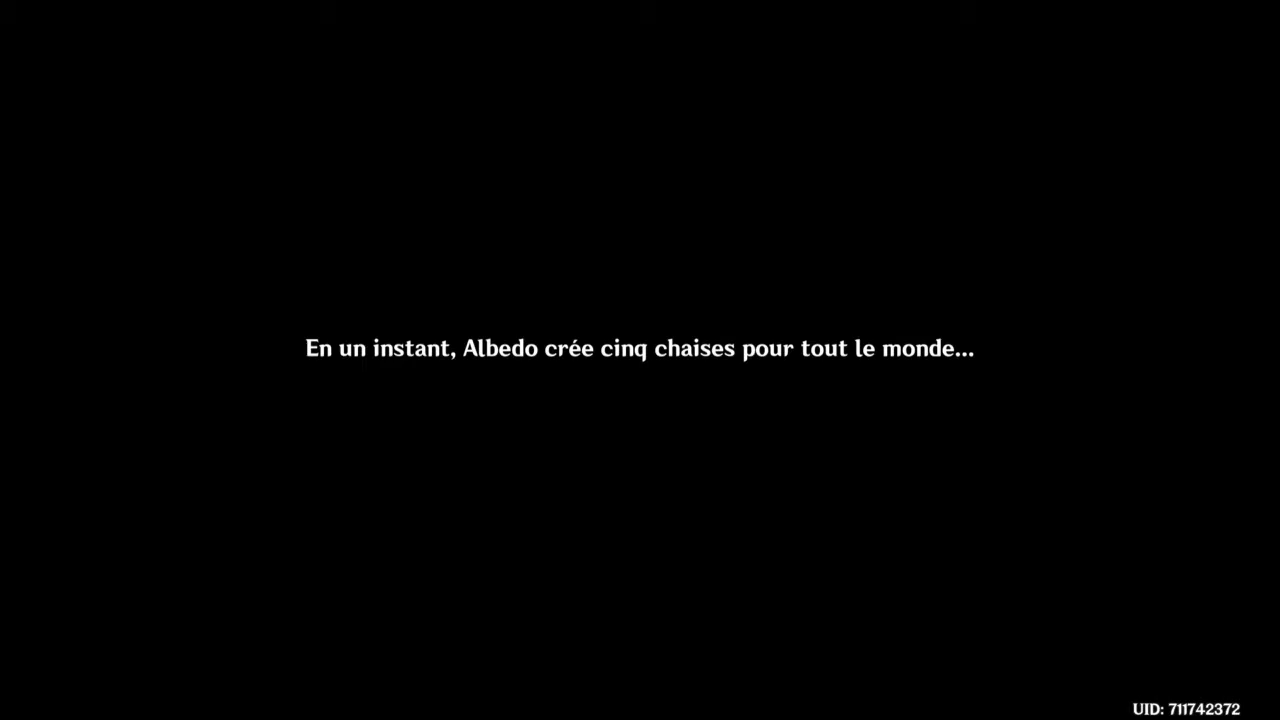 En un instant, Albedo crée cinq chaises pour tout le monde...
UID: 711742372